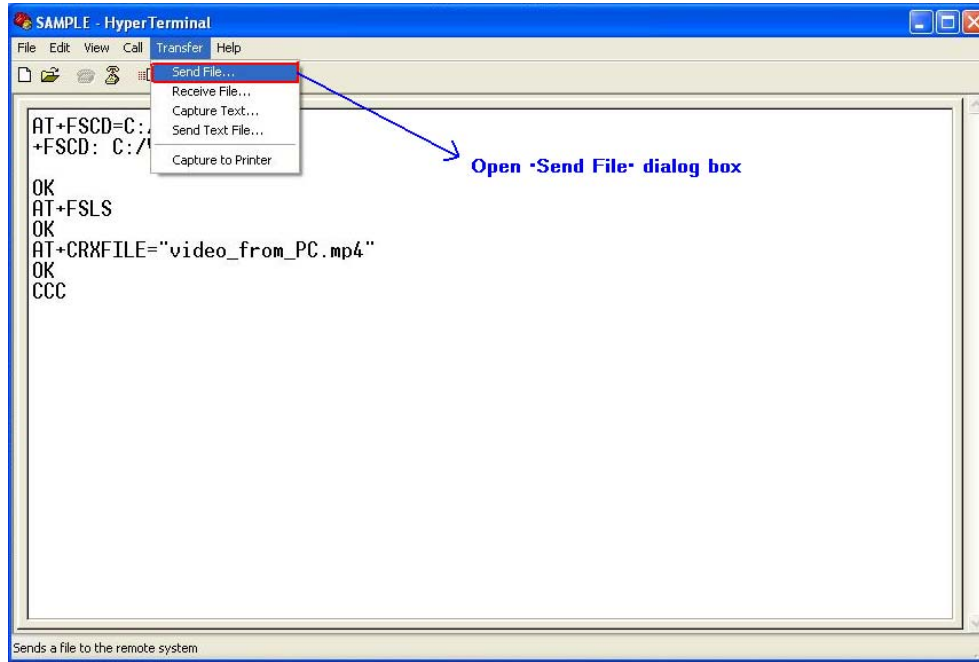 SAMPLE - HyperTerminal
File Edit View Call Transfer Help
Send File...
Receive File...
Capture Text...
Send Text File...
Capture to Printer
AT+FSCD=C:/
+FSCD: C:/
OK
AT+FSLS
OK
AT+CRXFILE="video_from_PC.mp4"
OK
CCC
Open "Send File" dialog box
Sends a file to the remote system